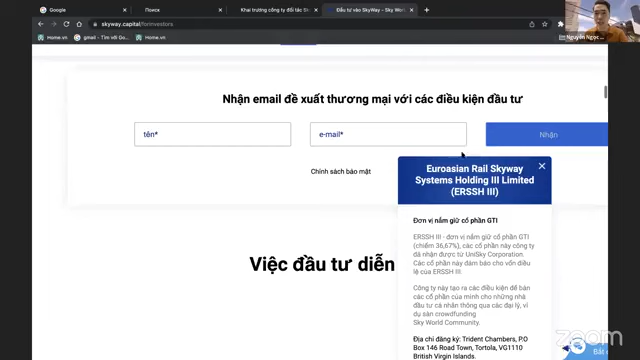 Google
Поиск
Khai trương công ty đối tác Sk
Đầu tư vào SkyWay – Sky World
skyway.capital/forinvestors
Home.vn
gmail - Tìm với Go...
Home.vn
Nguyễn Ngọc
Nhận email đề xuất thương mại với các điều kiện đầu tư
tên*
e-mail*
Nhận
Chính sách bảo mật
Euroasian Rail Skyway
Systems Holding III Limited
(ERSSH III)
Đơn vị nắm giữ cổ phần GTI
ERSSH III - đơn vị nắm giữ cổ phần GTI
(chiếm 36,67%), các cổ phần này công ty
đã nhận được từ UniSky Corporation.
Các cổ phần này đảm bảo cho vốn điều
lệ của ERSSH III
Công ty này tạo ra các điều kiện để bán
các cổ phần của mình cho những nhà
đầu tư cá nhân thông qua các đại lý, ví
dụ sàn crowdfunding
Sky World Community.
Địa chỉ đăng ký: Trident Chambers, P.O
Box 146 Road Town, Tortola, VG1110
British Virgin Islands.
Việc đầu tư diễn
zoom